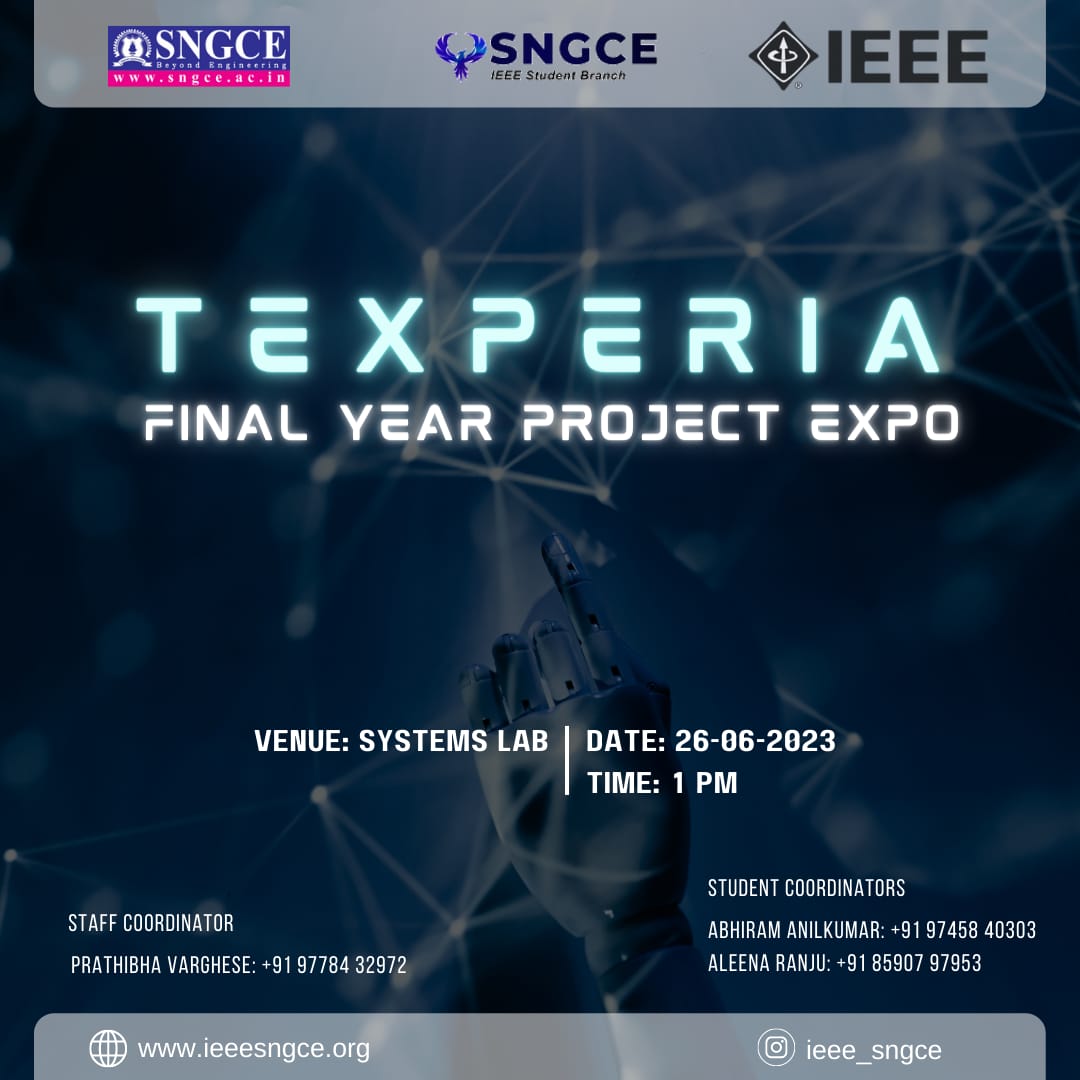 SNGCE
Beyond Engineering
www.sngce.ac.in
SNGCE
IEEE Student Branch
IEEE
®
TEXPERIA
FINAL YEAR PROJECT EXPO
VENUE: SYSTEMS LAB
DATE: 26-06-2023
TIME: 1 PM
STAFF COORDINATOR
PRATHIBHA VARGHESE: +91 97784 32972
STUDENT COORDINATORS
ABHIRAM ANILKUMAR: +91 97458 40303
ALEENA RANJU: +91 85907 97953
www.ieeesngce.org
ieee_sngce